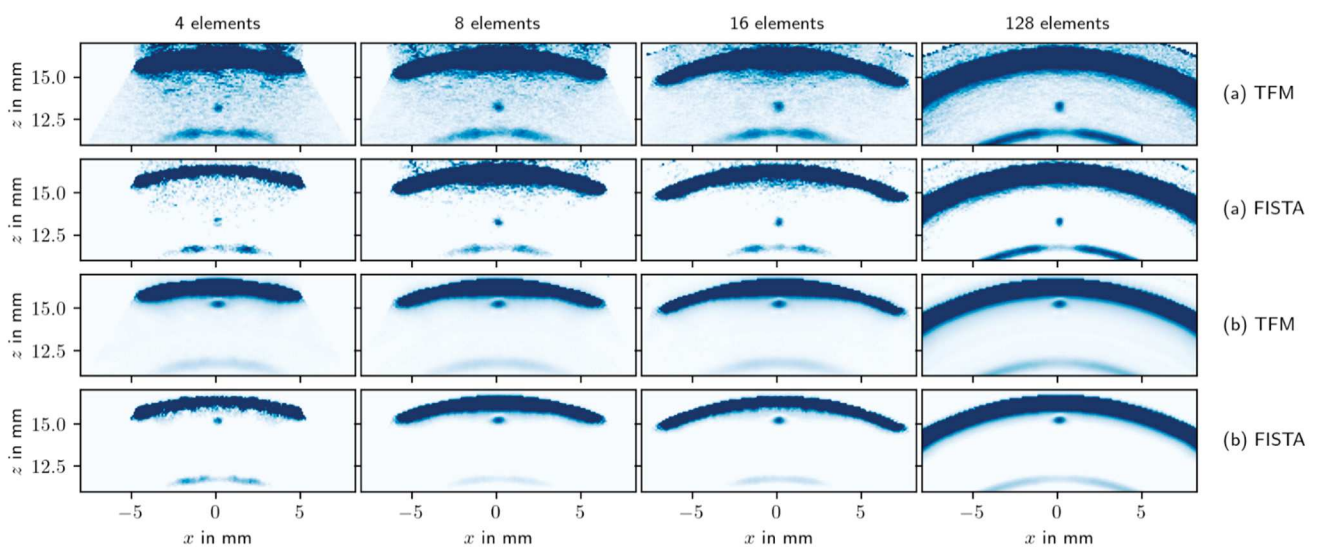 4 elements 8 elements 16 elements 128 elements
z in mm 15.0 12.5 (a) TFM
z in mm 15.0 12.5 (a) FISTA
z in mm 15.0 12.5 (b) TFM
z in mm 15.0 12.5 (b) FISTA
−5 0 5 −5 0 5 −5 0 5 −5 0 5
x in mm x in mm x in mm x in mm